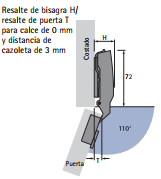 Resalte de bisagra H/
resalte de puerta T
para calce de 0 mm
y distancia de
cazoleta de 3 mm
Costado
H
72
110°
Puerta
T